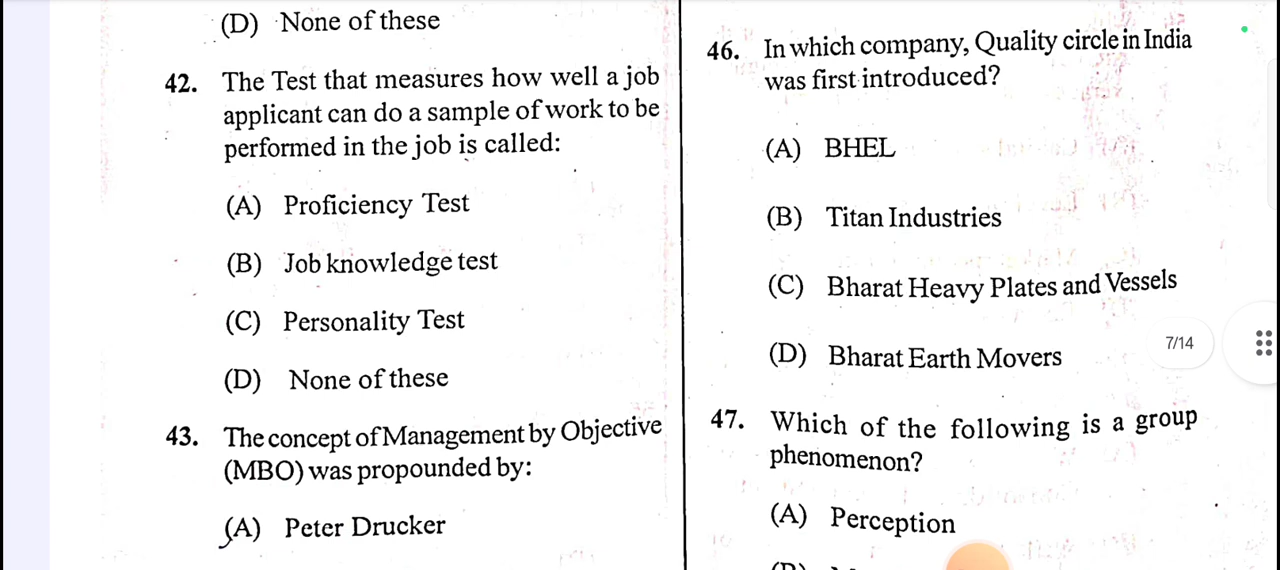 (D) None of these
42. The Test that measures how well a job
applicant can do a sample of work to be
performed in the job is called:
(A) Proficiency Test
(B) Job knowledge test
(C) Personality Test
(D) None of these
43. The concept of Management by Objective
(MBO) was propounded by:
(A) Peter Drucker
46. In which company, Quality circle in India
was first introduced?
(A) BHEL
(B) Titan Industries
(C) Bharat Heavy Plates and Vessels
(D) Bharat Earth Movers
7/14
47. Which of the following is a group
phenomenon?
(A) Perception